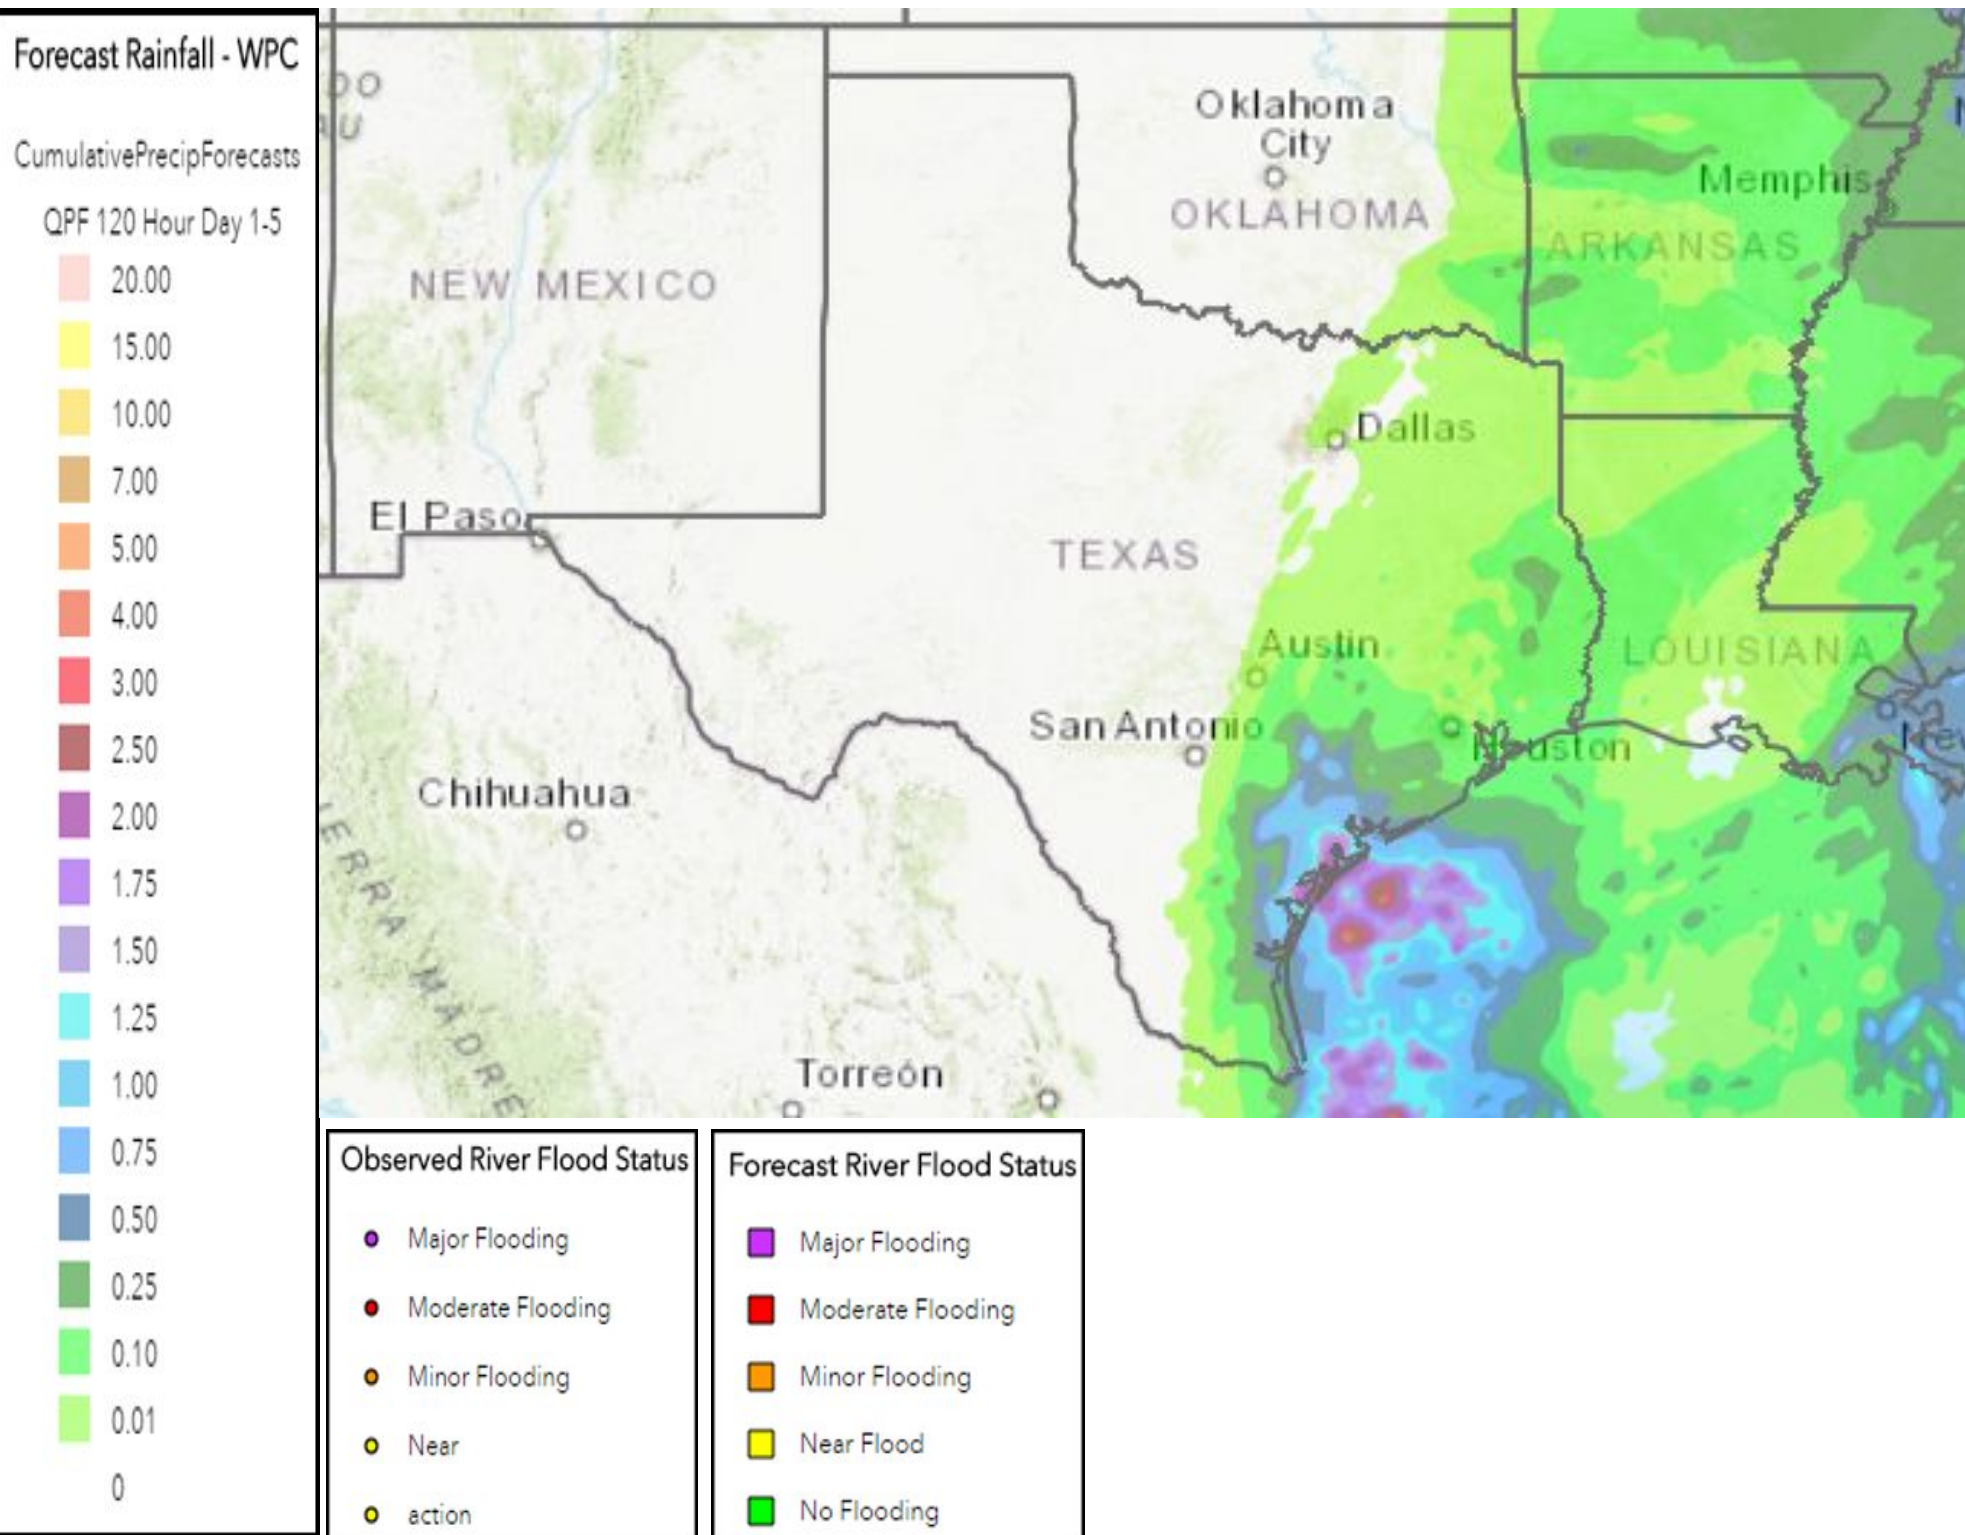 Forecast Rainfall - WPC
CumulativePrecipForecasts
QPF 120 Hour Day 1-5
20.00
15.00
10.00
7.00
5.00
4.00
3.00
2.50
2.00
1.75
1.50
1.25
1.00
0.75
0.50
0.25
0.10
0.01
0
Oklahoma
City
OKLAHOMA
Memphis
ARKANSAS
NEW MEXICO
Dallas
El Paso
TEXAS
Austin
LOUISIANA
San Antonio
Houston
New
Chihuahua
IERRA MADRE
Torreón
Observed River Flood Status
Major Flooding
Moderate Flooding
Minor Flooding
Near
action
Forecast River Flood Status
Major Flooding
Moderate Flooding
Minor Flooding
Near Flood
No Flooding